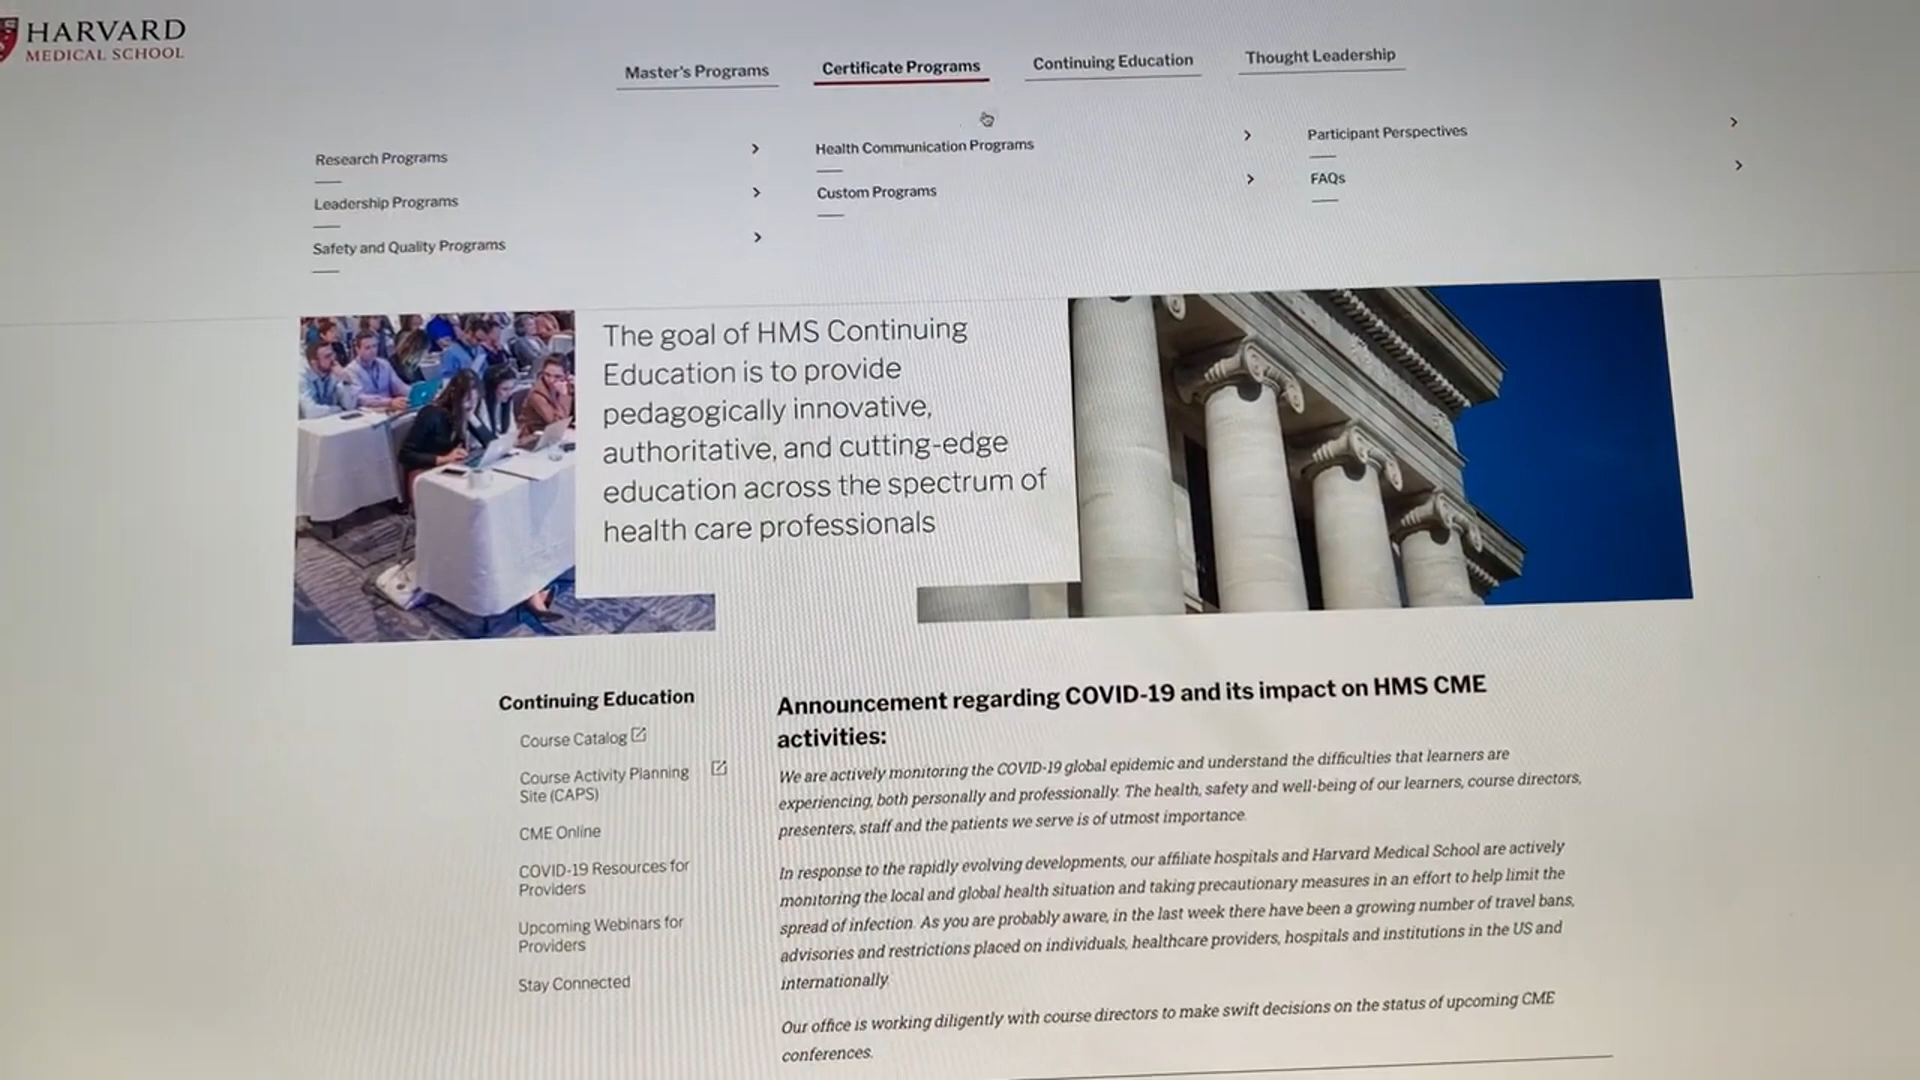 HARVARD
MEDICAL SCHOOL
Master's Programs
Certificate Programs
Continuing Education
Thought Leadership
Research Programs
Leadership Programs
Safety and Quality Programs
Health Communication Programs
Custom Programs
Participant Perspectives
FAQs
The goal of HMS Continuing
Education is to provide
pedagogically innovative,
authoritative, and cutting-edge
education across the spectrum of
health care professionals
Continuing Education
Course Catalog
Course Activity Planning
Site (CAPS)
CME Online
COVID-19 Resources for
Providers
Upcoming Webinars for
Providers
Stay Connected
Announcement regarding COVID-19 and its impact on HMS CME
activities:
We are actively monitoring the COVID-19 global epidemic and understand the difficulties that learners are
experiencing, both personally and professionally. The health, safety and well-being of our learners, course directors,
presenters, staff and the patients we serve is of utmost importance.
In response to the rapidly evolving developments, our affiliate hospitals and Harvard Medical School are actively
monitoring the local and global health situation and taking precautionary measures in an effort to help limit the
spread of infection. As you are probably aware, in the last week there have been a growing number of travel bans,
advisories and restrictions placed on individuals, healthcare providers, hospitals and institutions in the US and
internationally.
Our office is working diligently with course directors to make swift decisions on the status of upcoming CME
conferences.